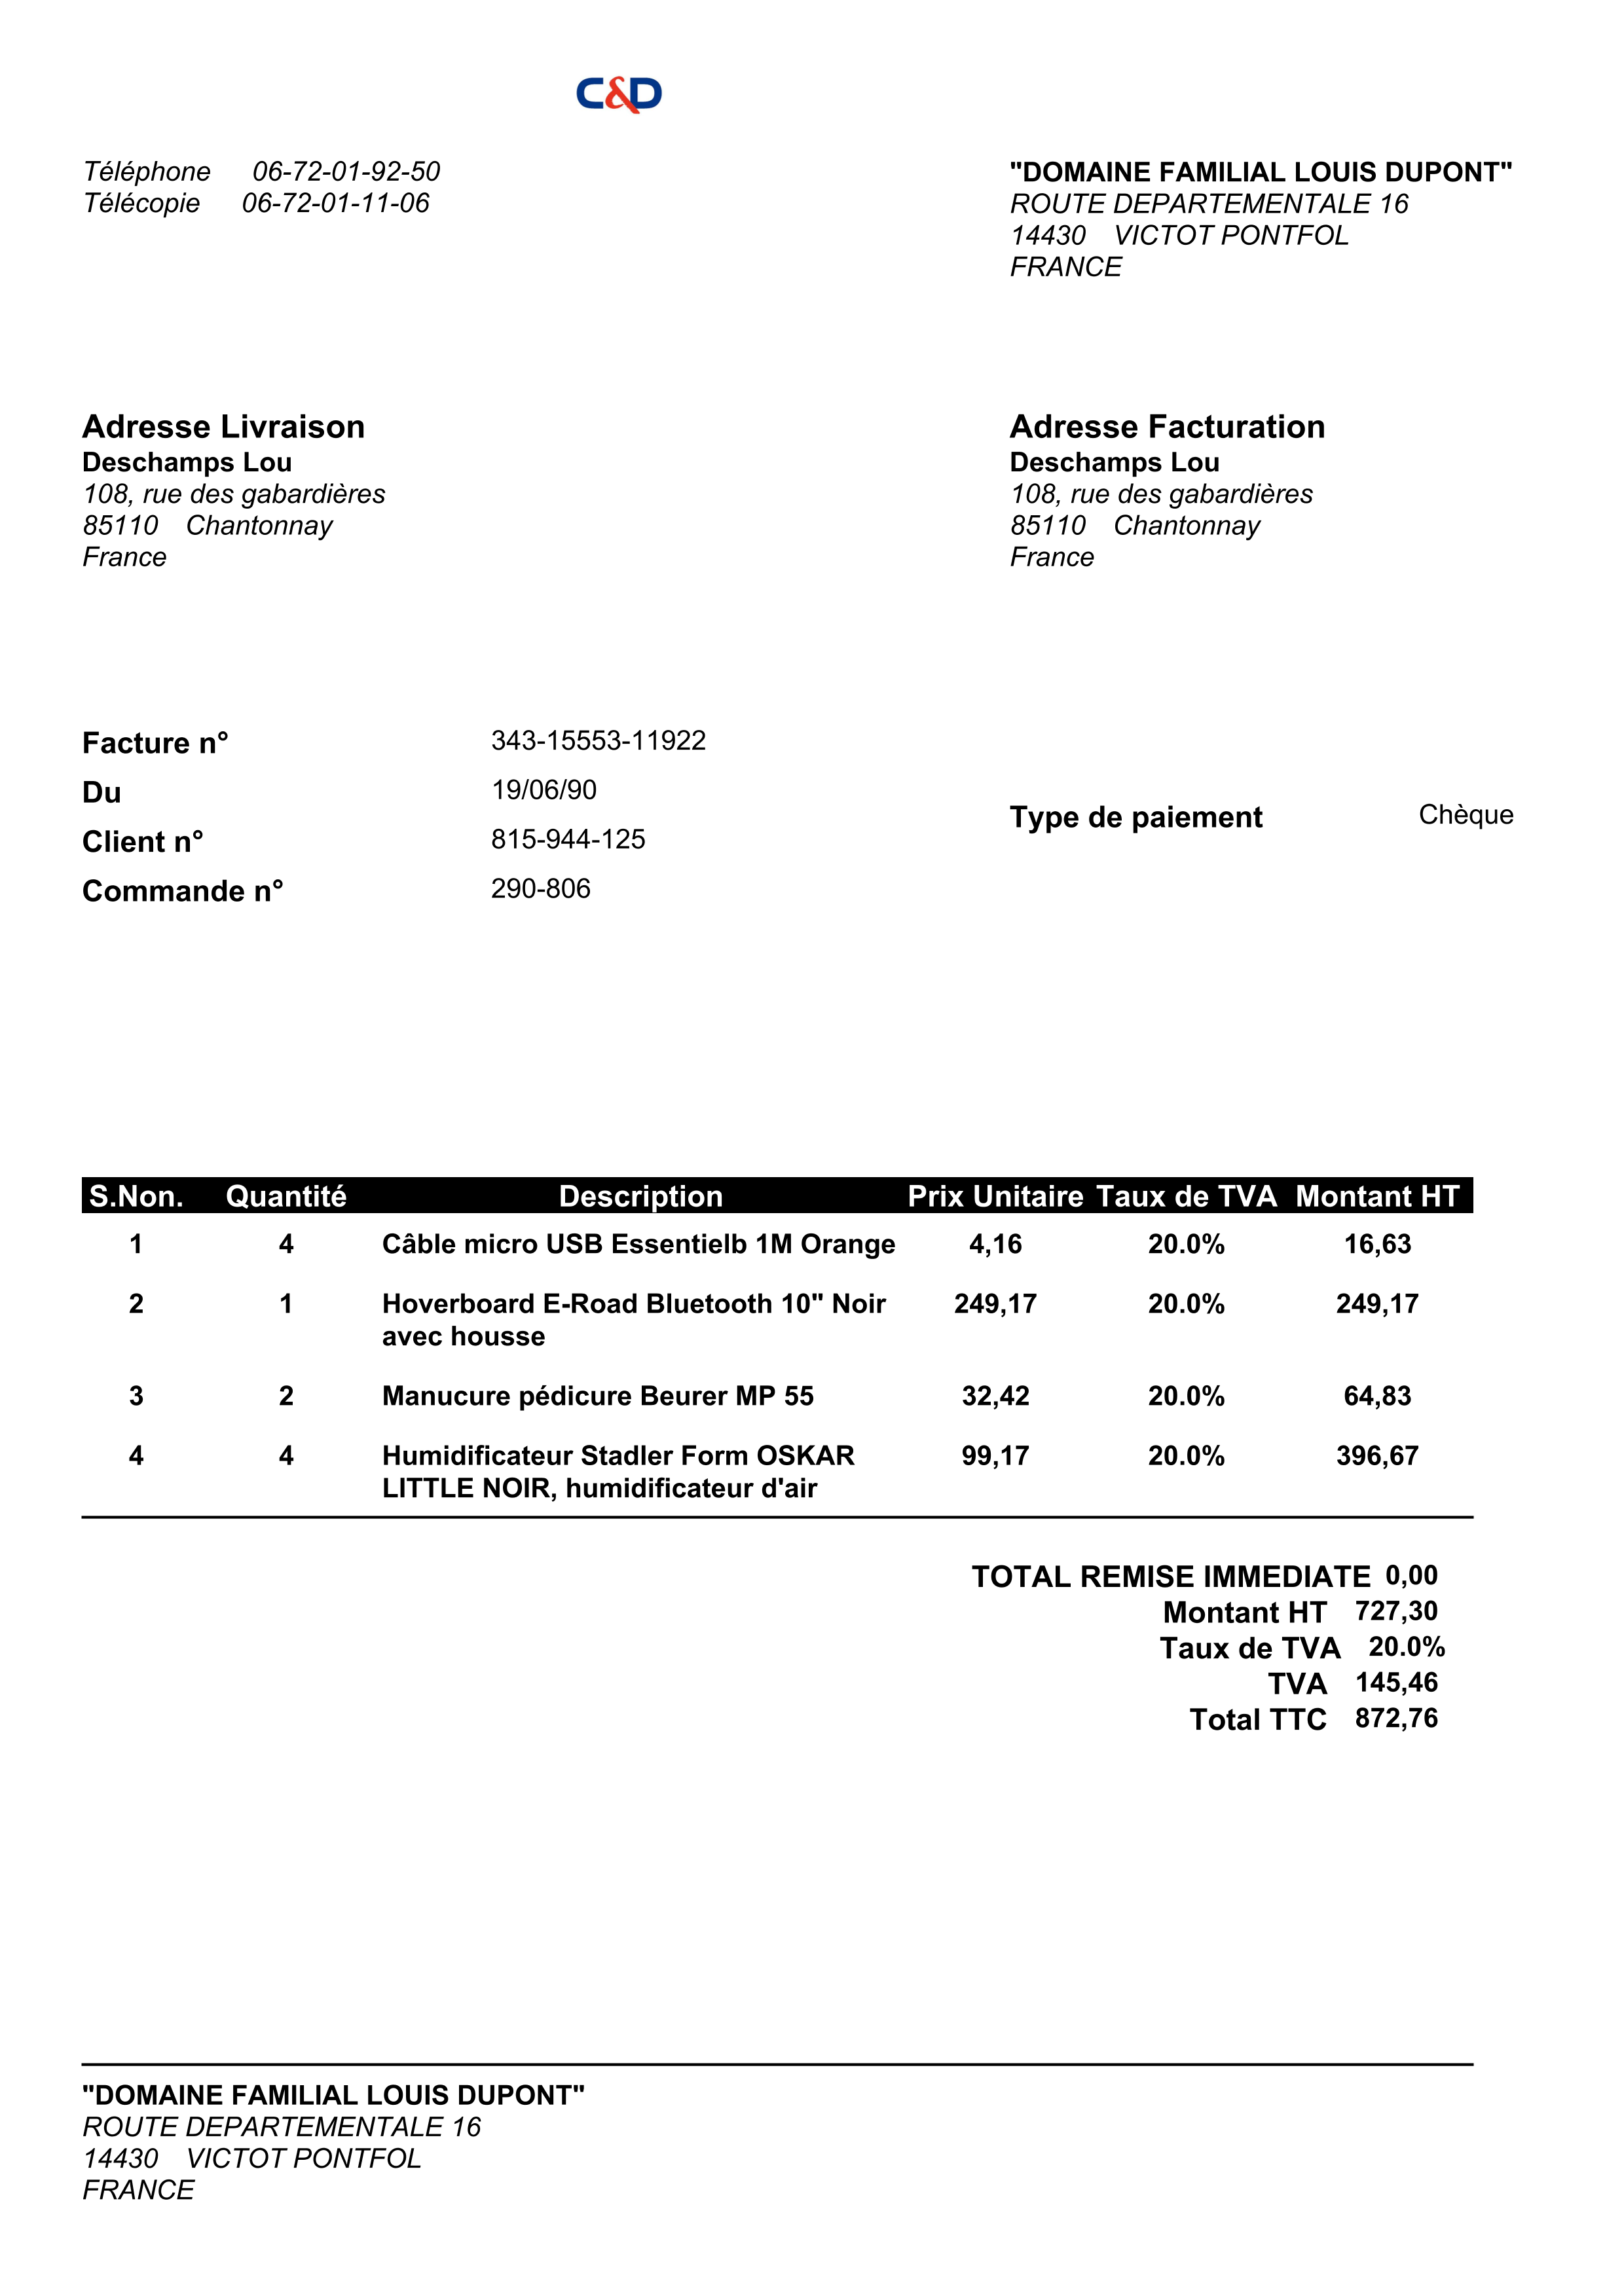 C&D
Téléphone 06-72-01-92-50
Télécopie 06-72-01-11-06
"DOMAINE FAMILIAL LOUIS DUPONT"
ROUTE DEPARTEMENTALE 16
14430 VICTOT PONTFOL
FRANCE
Adresse Livraison
Deschamps Lou
108, rue des gabardières
85110 Chantonnay
France
Adresse Facturation
Deschamps Lou
108, rue des gabardières
85110 Chantonnay
France
Facture n° 343-15553-11922
Du 19/06/90
Client n° 815-944-125
Commande n° 290-806
Type de paiement Chèque
S.Non. Quantité Description Prix Unitaire Taux de TVA Montant HT
1 4 Câble micro USB Essentielb 1M Orange 4,16 20.0% 16,63
2 1 Hoverboard E-Road Bluetooth 10" Noir 249,17 20.0% 249,17
avec housse
3 2 Manucure pédicure Beurer MP 55 32,42 20.0% 64,83
4 4 Humidificateur Stadler Form OSKAR 99,17 20.0% 396,67
LITTLE NOIR, humidificateur d'air
TOTAL REMISE IMMEDIATE 0,00
Montant HT 727,30
Taux de TVA 20.0%
TVA 145,46
Total TTC 872,76
"DOMAINE FAMILIAL LOUIS DUPONT"
ROUTE DEPARTEMENTALE 16
14430 VICTOT PONTFOL
FRANCE